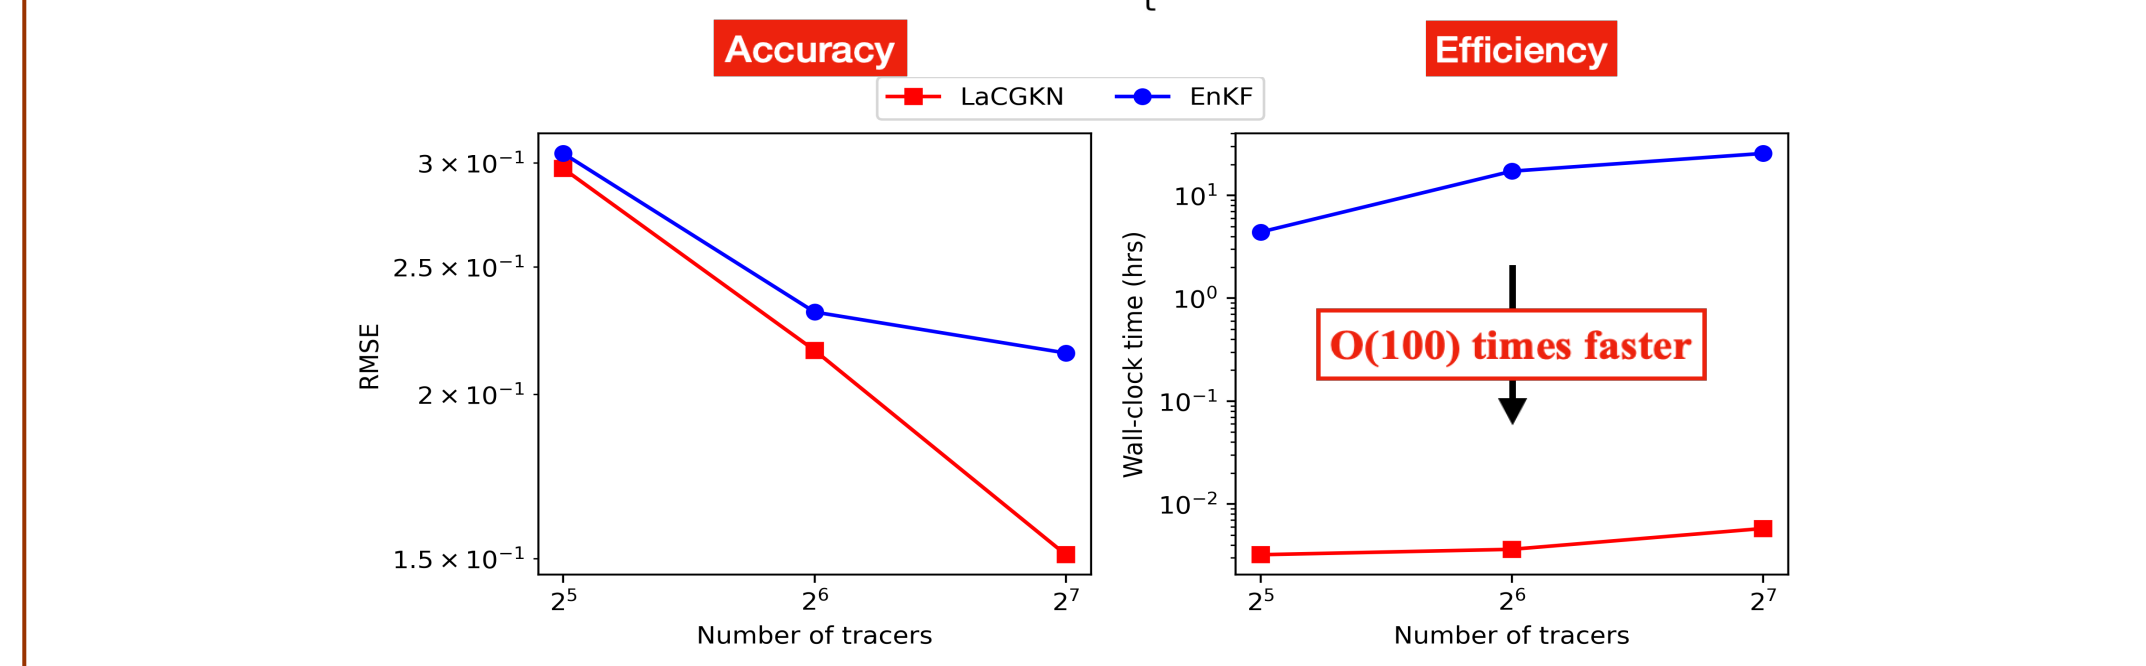 t
Accuracy
Efficiency
LaCGKN
EnKF
3 × 10⁻¹
2.5 × 10⁻¹
2 × 10⁻¹
1.5 × 10⁻¹
RMSE
2⁵
2⁶
2⁷
Number of tracers
10¹
10⁰
10⁻¹
10⁻²
Wall-clock time (hrs)
O(100) times faster
2⁵
2⁶
2⁷
Number of tracers